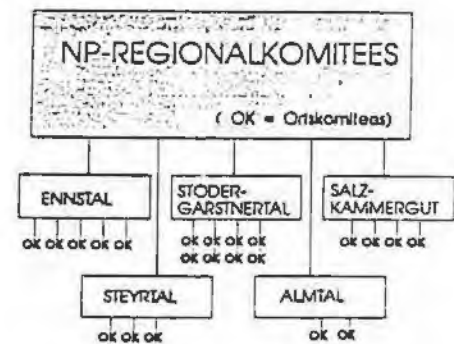 NP-REGIONALKOMITEES
( OK = Ortskomitees)
ENNSTAL
OK OK OK OK OK
STODER-
GARSTNERTAL
OK OK OK OK
OK OK OK OK
SALZ-
KAMMERGUT
OK OK OK OK
STEYRTAL
OK OK OK
ALMTAL
OK OK